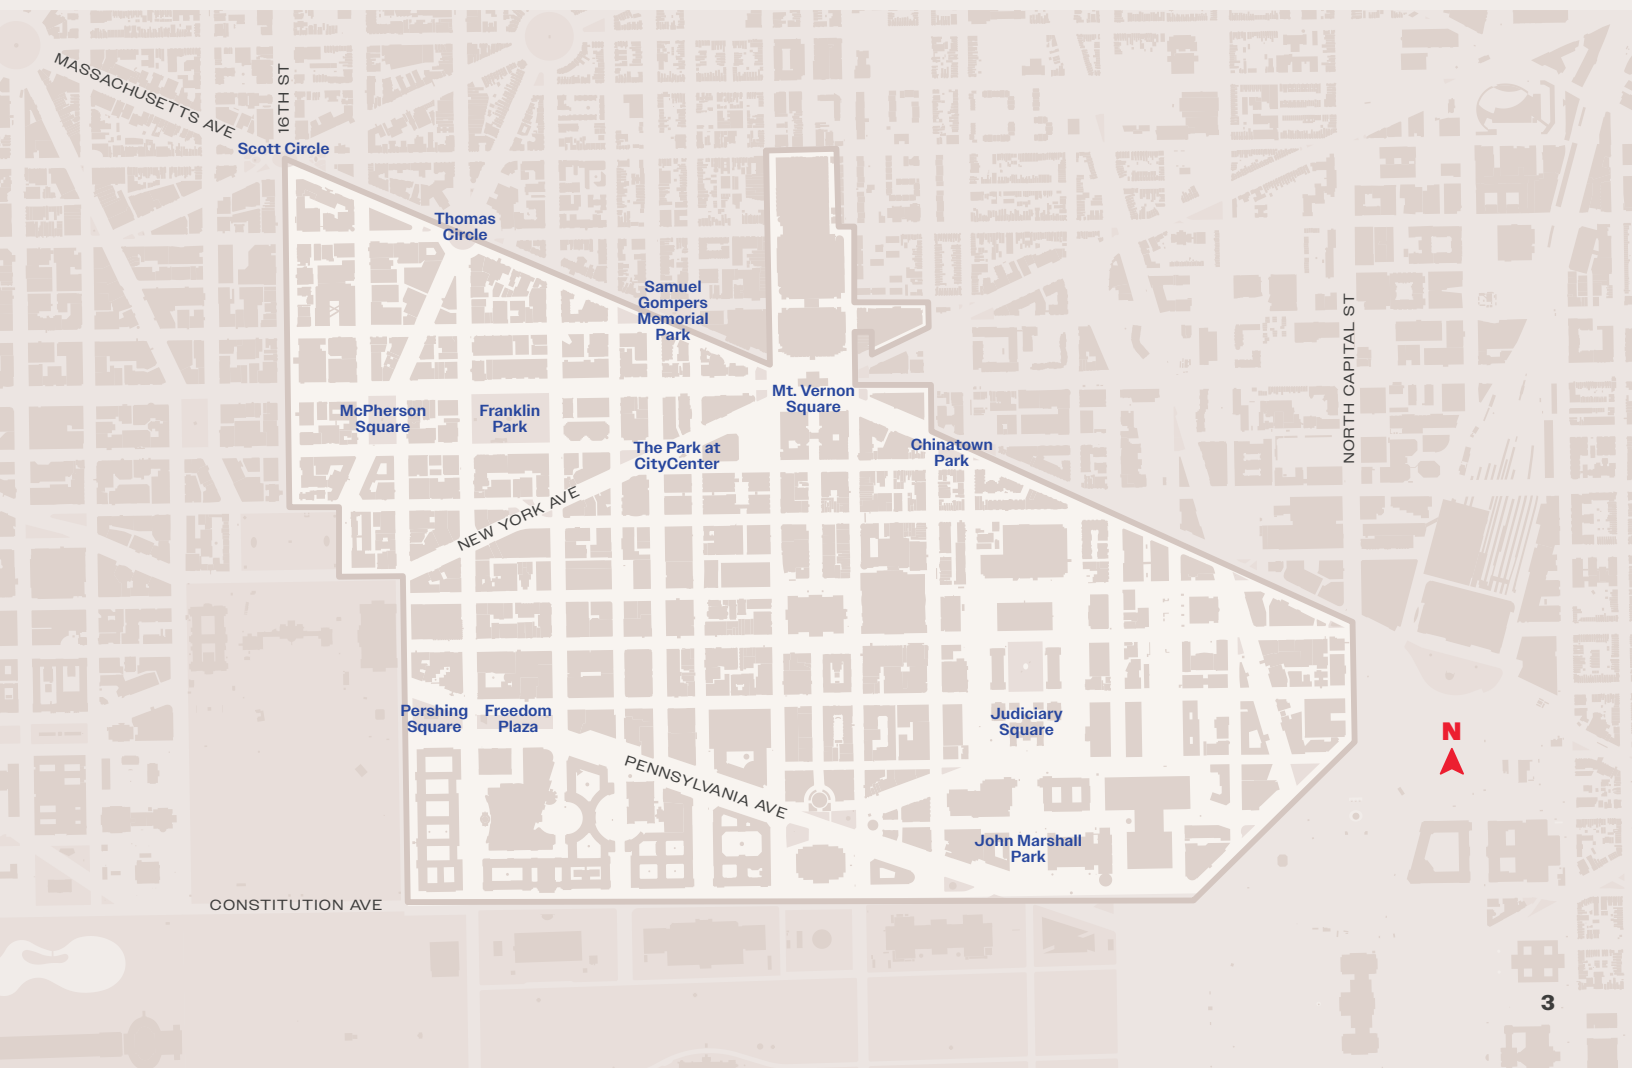 MASSACHUSETTS AVE
16TH ST
Scott Circle
Thomas
Circle
Samuel
Gompers
Memorial
Park
NORTH CAPITAL ST
Mt. Vernon
Square
McPherson
Square
Franklin
Park
The Park at
CityCenter
Chinatown
Park
NEW YORK AVE
Pershing
Square
Freedom
Plaza
Judiciary
Square
N
PENNSYLVANIA AVE
John Marshall
Park
CONSTITUTION AVE
3